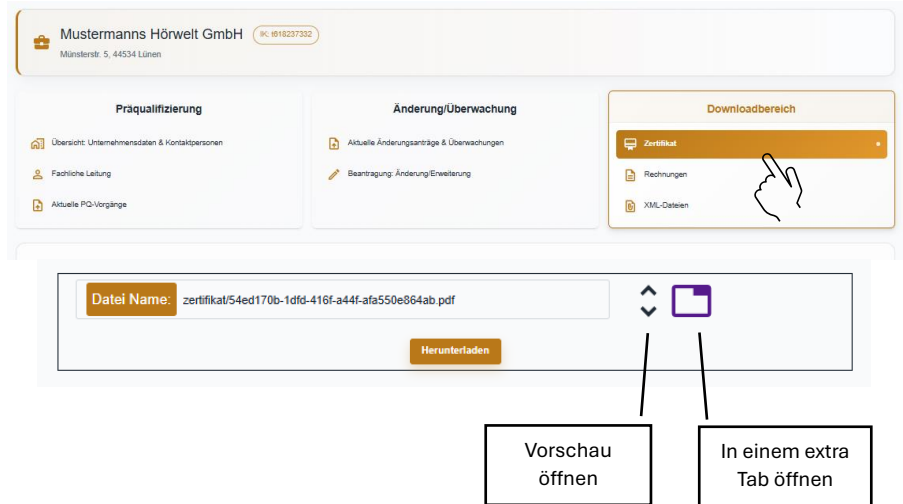 Mustermanns Hörwelt GmbH IK: t618237332
Münsterstr. 5, 44534 Lünen
Präqualifizierung
Übersicht: Unternehmensdaten & Kontaktpersonen
Fachliche Leitung
Aktuelle PQ-Vorgänge
Änderung/Überwachung
Aktuelle Änderungsanträge & Überwachungen
Beantragung: Änderung/Erweiterung
Downloadbereich
Zertifikat
Rechnungen
XML-Dateien
Datei Name: zertifikat/54ed170b-1dfd-416f-a44f-afa550e864ab.pdf
Herunterladen
Vorschau
öffnen
In einem extra
Tab öffnen